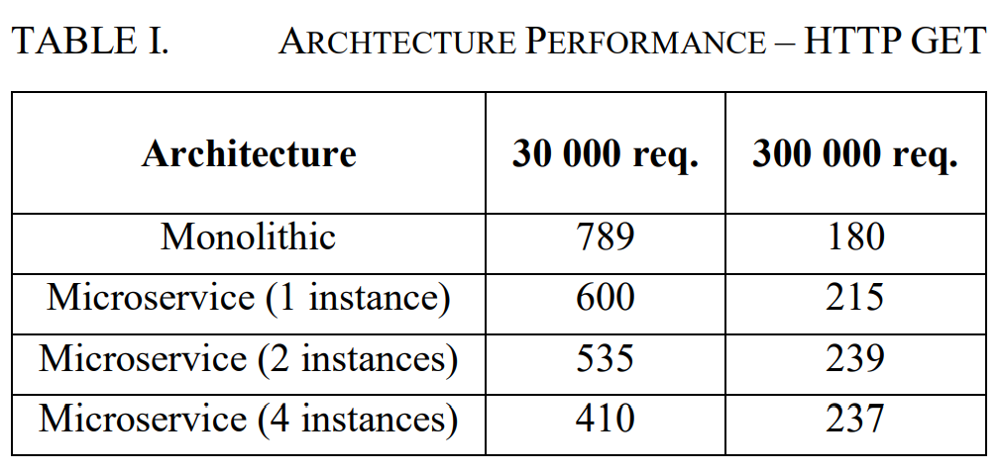 TABLE I. ARCHTECTURE PERFORMANCE – HTTP GET
Architecture 30 000 req. 300 000 req.
Monolithic 789 180
Microservice (1 instance) 600 215
Microservice (2 instances) 535 239
Microservice (4 instances) 410 237